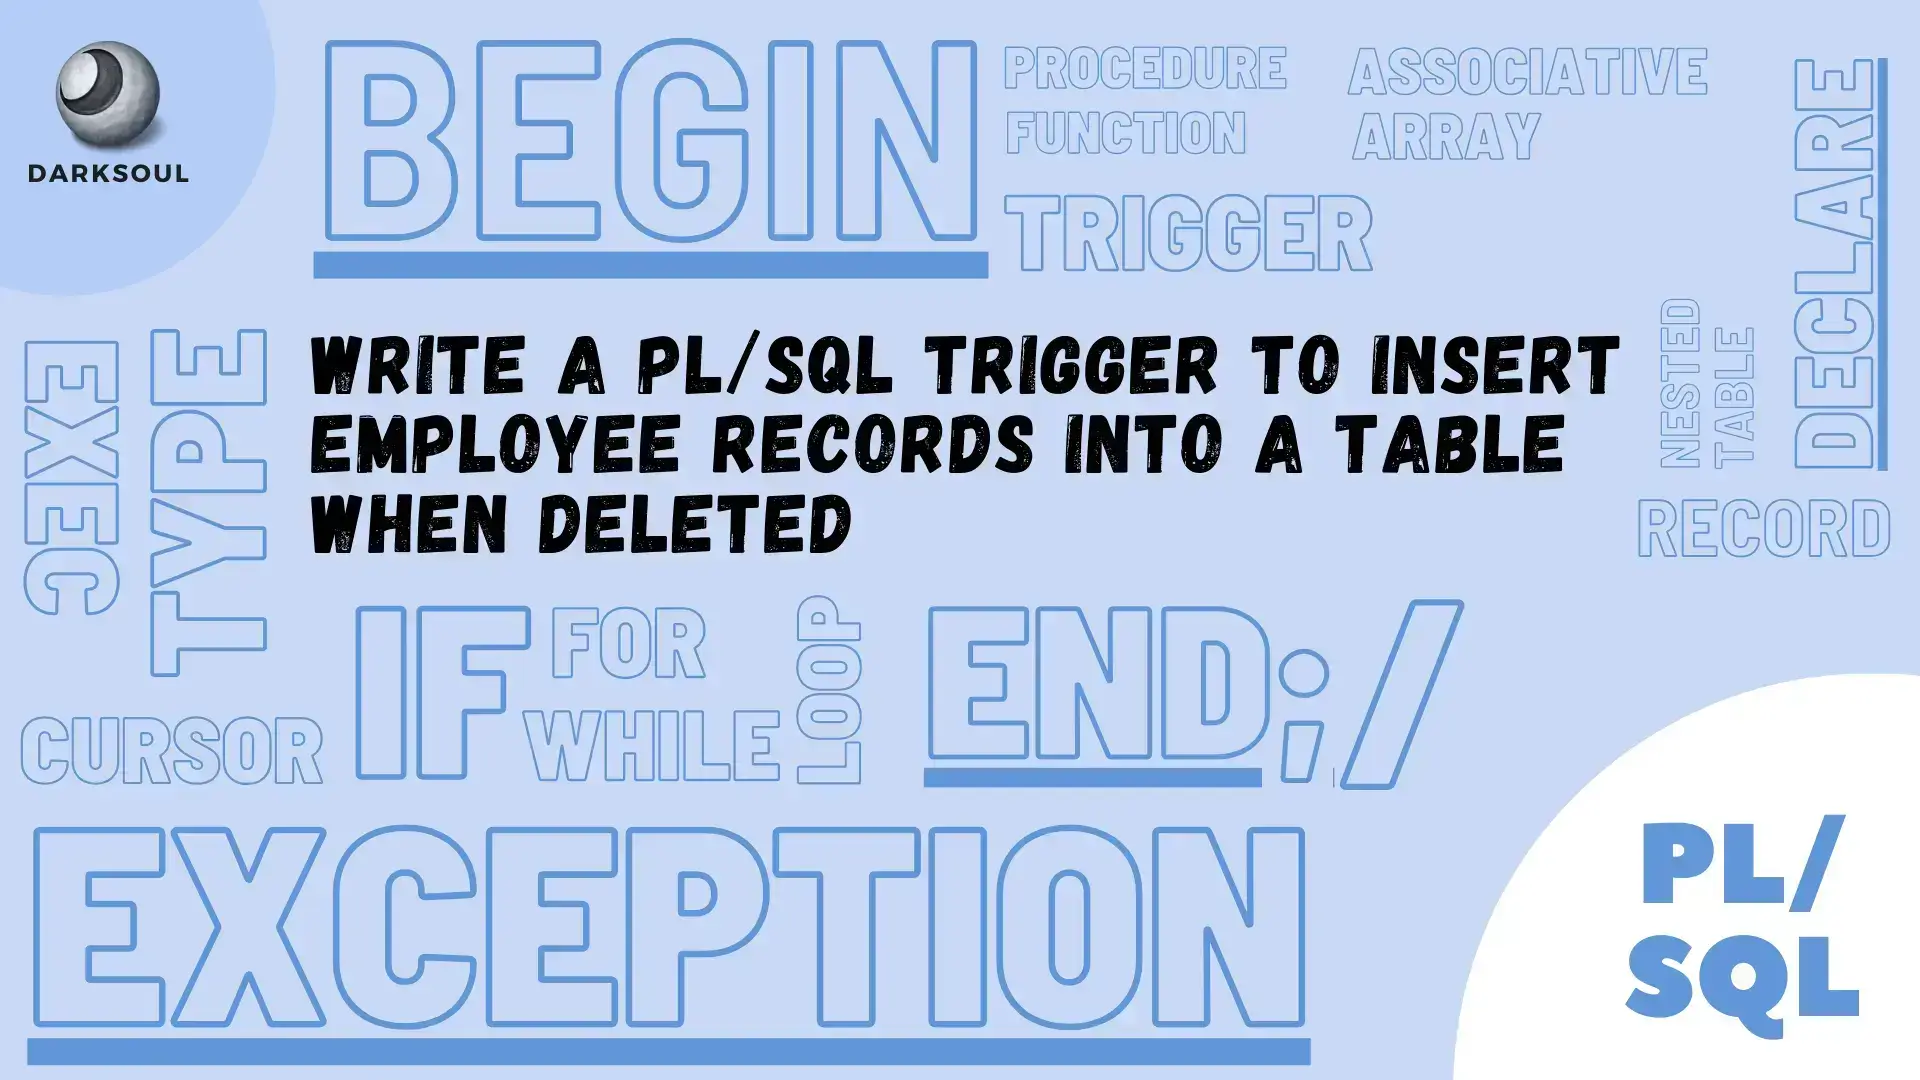 DARKSOUL
BEGIN
PROCEDURE
FUNCTION
TRIGGER
ASSOCIATIVE
ARRAY
DECLARE
NESTED
TABLE
RECORD
EXEC
TYPE
WRITE A PL/SQL TRIGGER TO INSERT
EMPLOYEE RECORDS INTO A TABLE
WHEN DELETED
CURSOR
IF
FOR
WHILE
LOOP
END;/
EXCEPTION
PL/
SQL